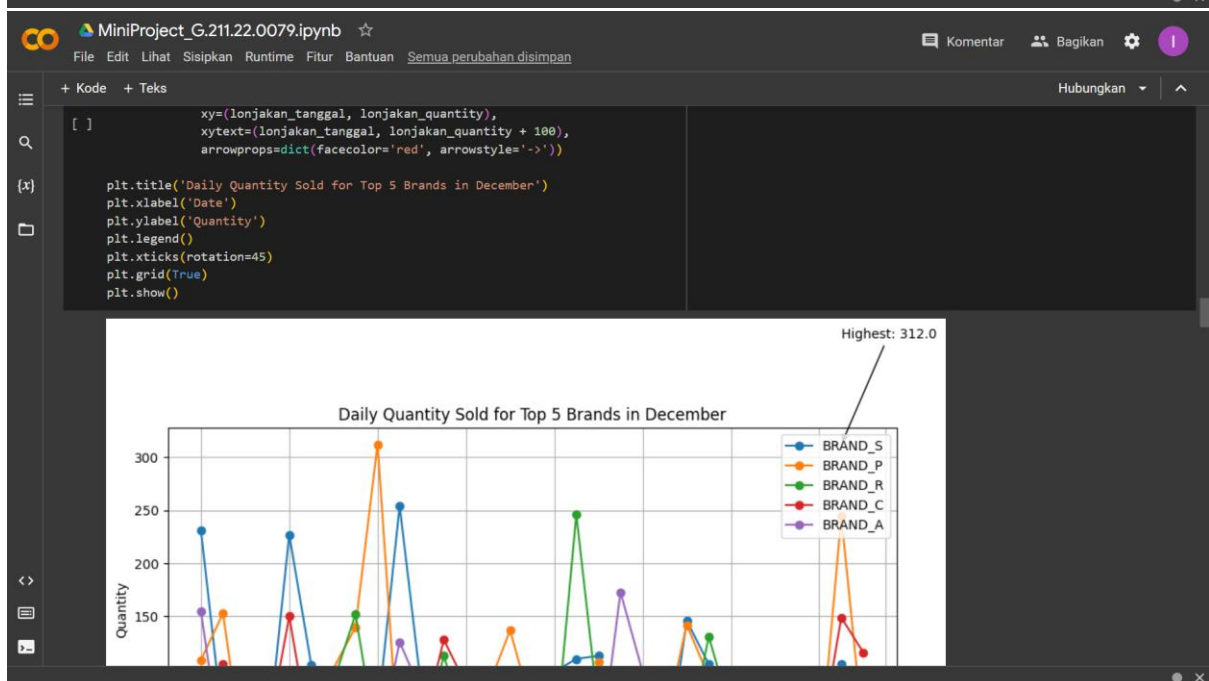 MiniProject_G.211.22.0079.ipynb
File Edit Lihat Sisipkan Runtime Fitur Bantuan Semua perubahan disimpan
Komentar Bagikan I
+ Kode + Teks
Hubungkan
[ ]
xy=(lonjakan_tanggal, lonjakan_quantity),
xytext=(lonjakan_tanggal, lonjakan_quantity + 100),
arrowprops=dict(facecolor='red', arrowstyle='->'))
{x}
plt.title('Daily Quantity Sold for Top 5 Brands in December')
plt.xlabel('Date')
plt.ylabel('Quantity')
plt.legend()
plt.xticks(rotation=45)
plt.grid(True)
plt.show()
Highest: 312.0
Daily Quantity Sold for Top 5 Brands in December
BRAND_S
BRAND_P
BRAND_R
BRAND_C
BRAND_A
300
250
200
150
Quantity